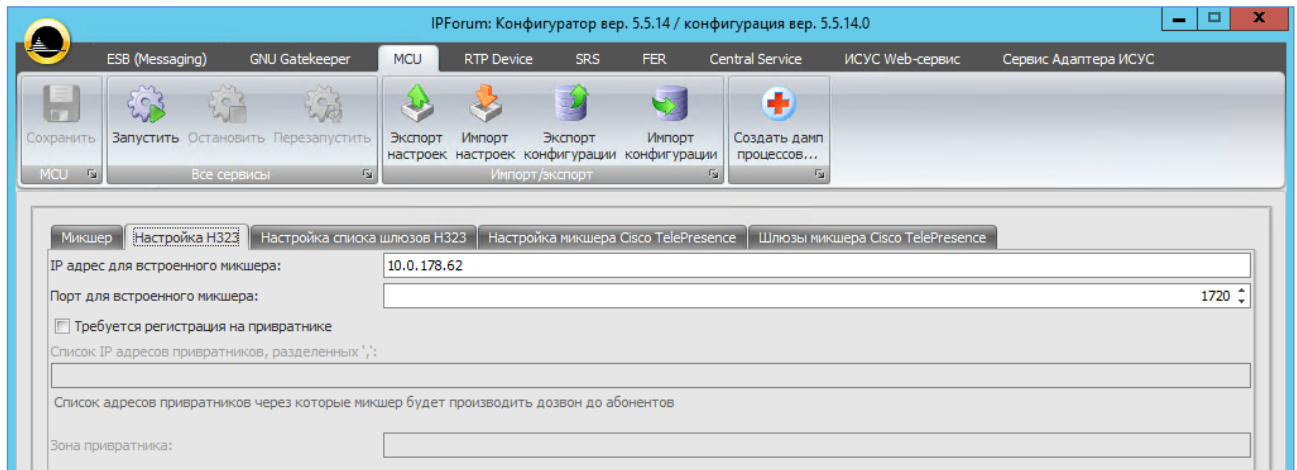 IPForum: Конфигуратор вер. 5.5.14 / конфигурация вер. 5.5.14.0
ESB (Messaging) GNU Gatekeeper MCU RTP Device SRS FER Central Service ИСУС Web-сервис Сервис Адаптера ИСУС
Сохранить Запустить Остановить Перезапустить Экспорт настроек Импорт настроек Экспорт конфигурации Импорт конфигурации Создать дамп процессов...
MCU Все сервисы Импорт/экспорт
Микшер Настройка H323 Настройка списка шлюзов H323 Настройка микшера Cisco TelePresence Шлюзы микшера Cisco TelePresence
IP адрес для встроенного микшера: 10.0.178.62
Порт для встроенного микшера: 1720
Требуется регистрация на привратнике
Список IP адресов привратников, разделенных ',':
Список адресов привратников через которые микшер будет производить дозвон до абонентов
Зона привратника: